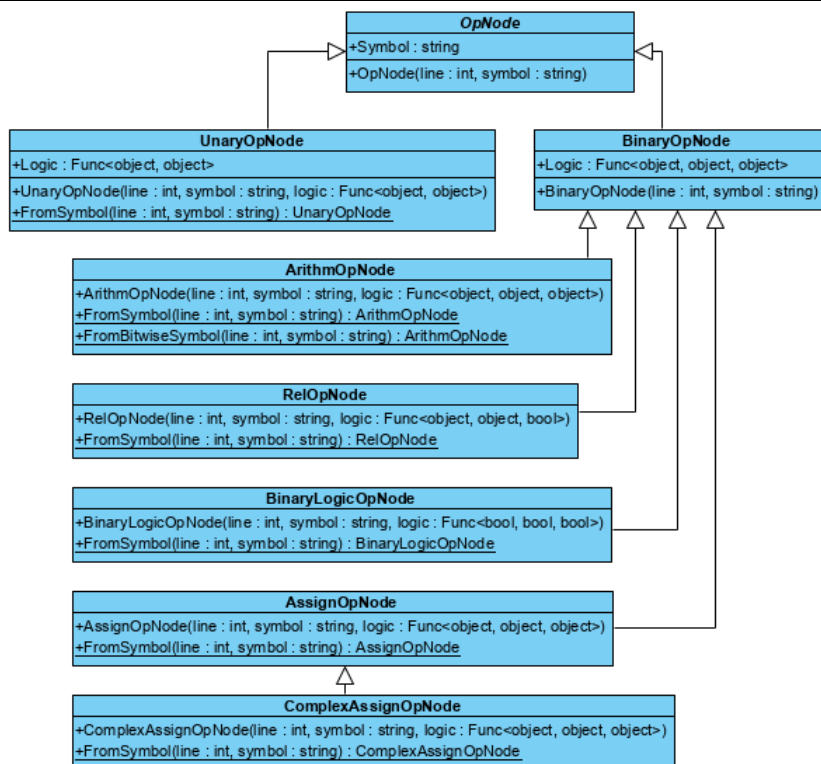 OpNode
+Symbol : string
+OpNode(line : int, symbol : string)
UnaryOpNode
+Logic : Func<object, object>
+UnaryOpNode(line : int, symbol : string, logic : Func<object, object>)
+FromSymbol(line : int, symbol : string) : UnaryOpNode
BinaryOpNode
+Logic : Func<object, object, object>
+BinaryOpNode(line : int, symbol : string)
ArithmOpNode
+ArithmOpNode(line : int, symbol : string, logic : Func<object, object, object>)
+FromSymbol(line : int, symbol : string) : ArithmOpNode
+FromBitwiseSymbol(line : int, symbol : string) : ArithmOpNode
RelOpNode
+RelOpNode(line : int, symbol : string, logic : Func<object, object, bool>)
+FromSymbol(line : int, symbol : string) : RelOpNode
BinaryLogicOpNode
+BinaryLogicOpNode(line : int, symbol : string, logic : Func<bool, bool, bool>)
+FromSymbol(line : int, symbol : string) : BinaryLogicOpNode
AssignOpNode
+AssignOpNode(line : int, symbol : string, logic : Func<object, object, object>)
+FromSymbol(line : int, symbol : string) : AssignOpNode
ComplexAssignOpNode
+ComplexAssignOpNode(line : int, symbol : string, logic : Func<object, object, object>)
+FromSymbol(line : int, symbol : string) : ComplexAssignOpNode